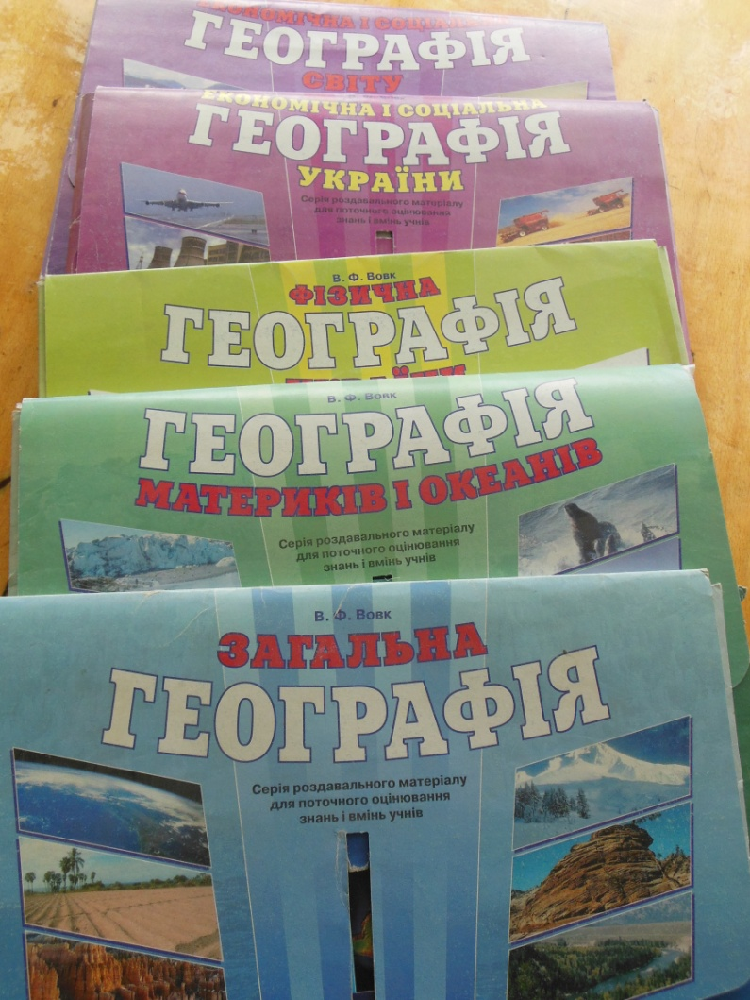 ЕКОНОМІЧНА І СОЦІАЛЬНА
ГЕОГРАФІЯ
СВІТУ
ЕКОНОМІЧНА І СОЦІАЛЬНА
ГЕОГРАФІЯ
УКРАЇНИ
Серія роздавального матеріалу
для поточного оцінювання
знань і вмінь учнів
В. Ф. Вовк
ФІЗИЧНА
ГЕОГРАФІЯ
УКРАЇНИ
В. Ф. Вовк
ГЕОГРАФІЯ
МАТЕРИКІВ І ОКЕАНІВ
Серія роздавального матеріалу
для поточного оцінювання
знань і вмінь учнів
В. Ф. Вовк
ЗАГАЛЬНА
ГЕОГРАФІЯ
Серія роздавального матеріалу
для поточного оцінювання
знань і вмінь учнів